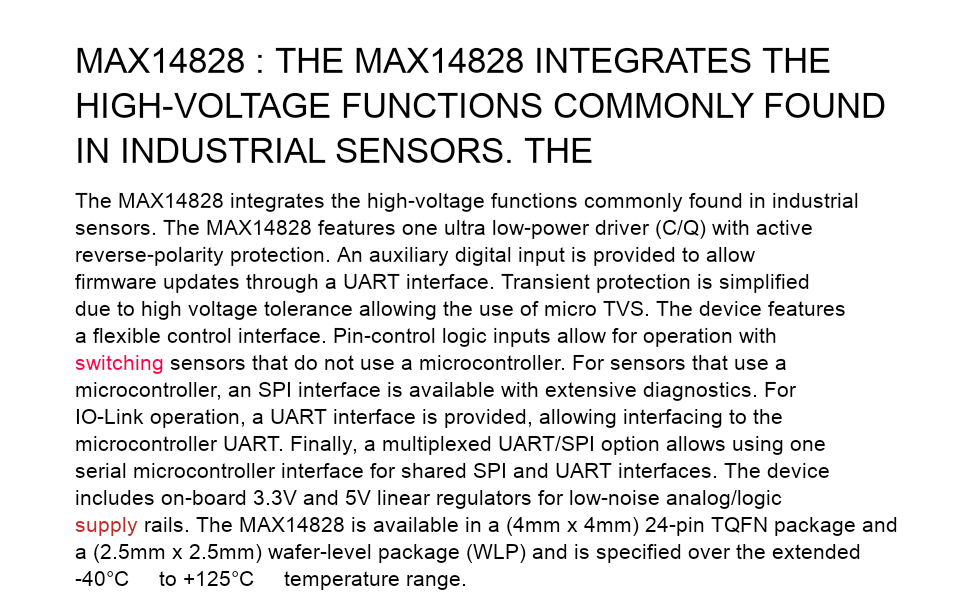 MAX14828 : THE MAX14828 INTEGRATES THE
HIGH-VOLTAGE FUNCTIONS COMMONLY FOUND
IN INDUSTRIAL SENSORS. THE
The MAX14828 integrates the high-voltage functions commonly found in industrial
sensors. The MAX14828 features one ultra low-power driver (C/Q) with active
reverse-polarity protection. An auxiliary digital input is provided to allow
firmware updates through a UART interface. Transient protection is simplified
due to high voltage tolerance allowing the use of micro TVS. The device features
a flexible control interface. Pin-control logic inputs allow for operation with
switching sensors that do not use a microcontroller. For sensors that use a
microcontroller, an SPI interface is available with extensive diagnostics. For
IO-Link operation, a UART interface is provided, allowing interfacing to the
microcontroller UART. Finally, a multiplexed UART/SPI option allows using one
serial microcontroller interface for shared SPI and UART interfaces. The device
includes on-board 3.3V and 5V linear regulators for low-noise analog/logic
supply rails. The MAX14828 is available in a (4mm x 4mm) 24-pin TQFN package and
a (2.5mm x 2.5mm) wafer-level package (WLP) and is specified over the extended
-40°C to +125°C temperature range.